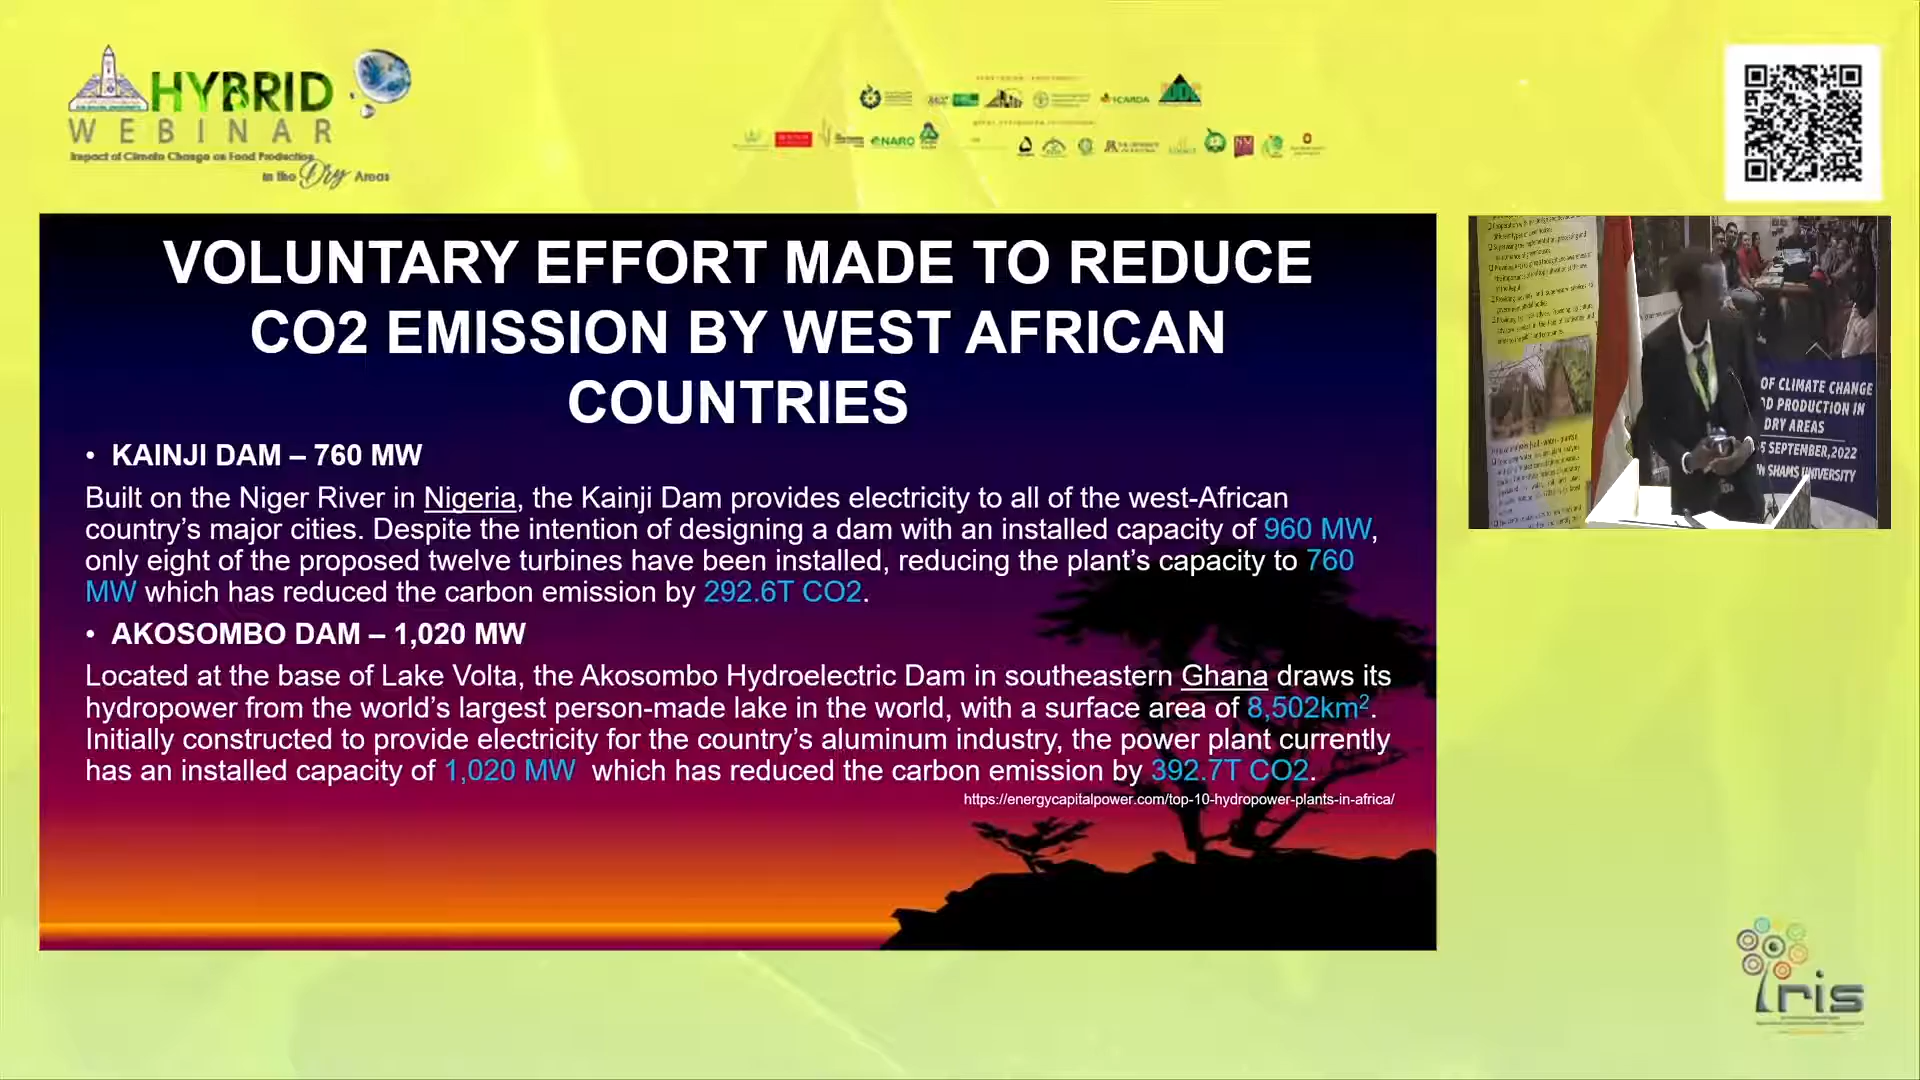 HYBRID
WEBINAR
Impact of Climate Change on Food Production
in the Dry Areas
ICARDA
NARO
VOLUNTARY EFFORT MADE TO REDUCE
CO2 EMISSION BY WEST AFRICAN
COUNTRIES
• KAINJI DAM – 760 MW
Built on the Niger River in Nigeria, the Kainji Dam provides electricity to all of the west-African
country’s major cities. Despite the intention of designing a dam with an installed capacity of 960 MW,
only eight of the proposed twelve turbines have been installed, reducing the plant’s capacity to 760
MW which has reduced the carbon emission by 292.6T CO2.
• AKOSOMBO DAM – 1,020 MW
Located at the base of Lake Volta, the Akosombo Hydroelectric Dam in southeastern Ghana draws its
hydropower from the world’s largest person-made lake in the world, with a surface area of 8,502km².
Initially constructed to provide electricity for the country’s aluminum industry, the power plant currently
has an installed capacity of 1,020 MW which has reduced the carbon emission by 392.7T CO2.
https://energycapitalpower.com/top-10-hydropower-plants-in-africa/
OF CLIMATE CHANGE
PRODUCTION IN
DRY AREAS
5 SEPTEMBER,2022
SHAMS UNIVERSITY
iris